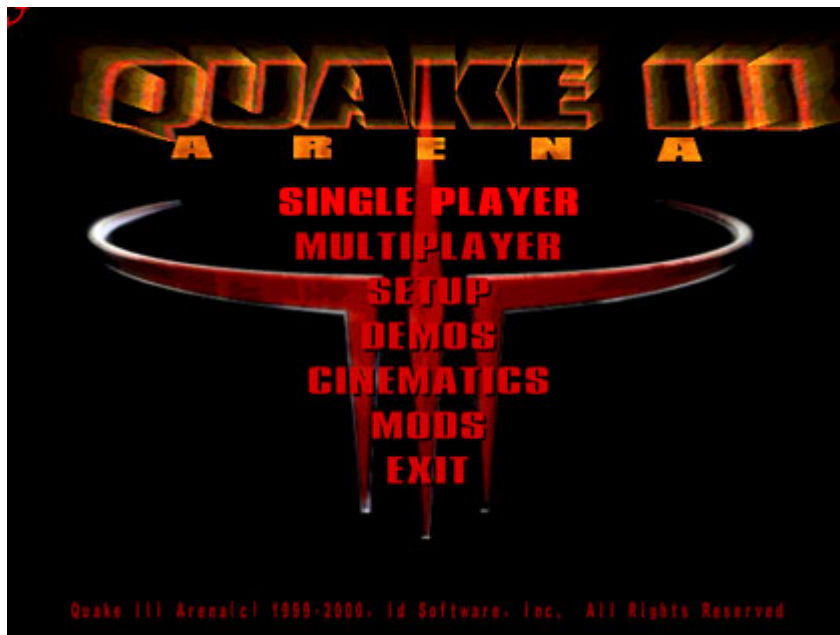 QUAKE III
ARENA
SINGLE PLAYER
MULTIPLAYER
SETUP
DEMOS
CINEMATICS
MODS
EXIT
Quake III Arena(c) 1999-2000, Id Software, Inc. All Rights Reserved